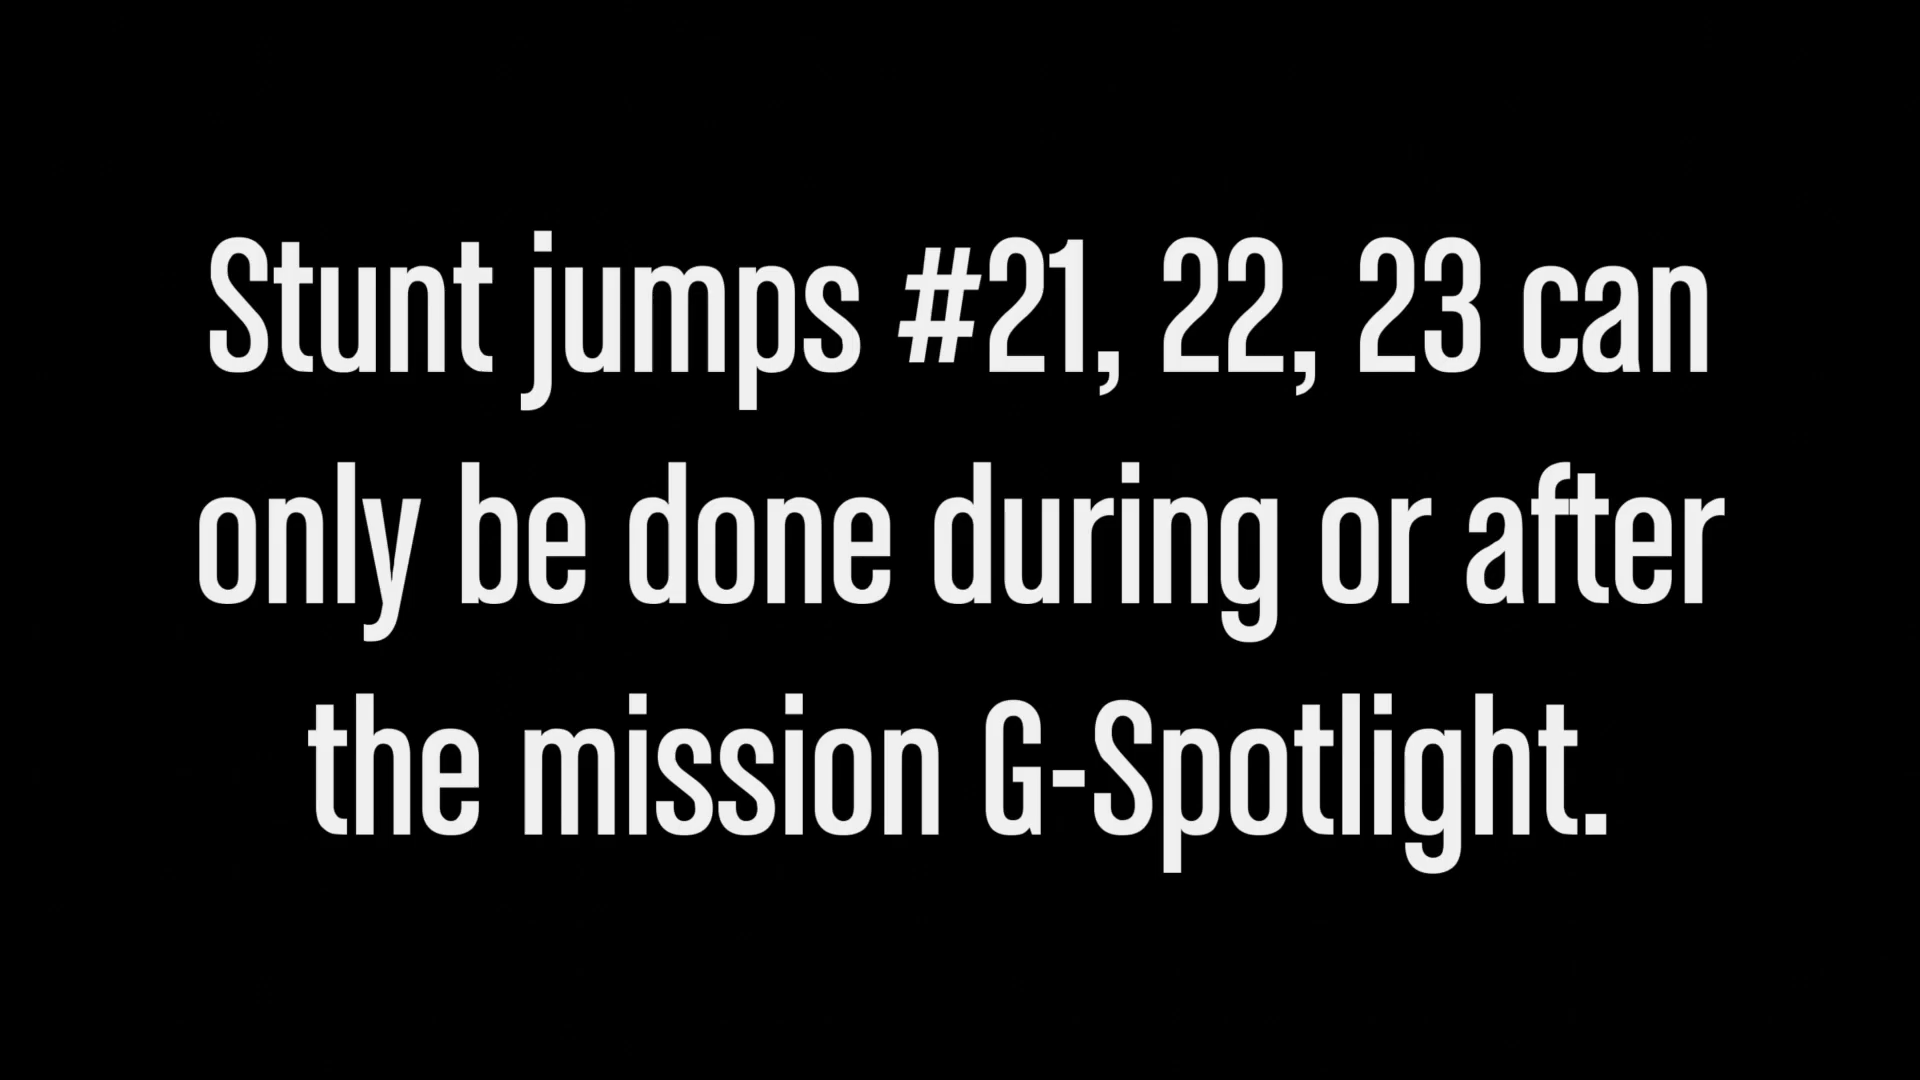 Stunt jumps #21, 22, 23 can
only be done during or after
the mission G-Spotlight.